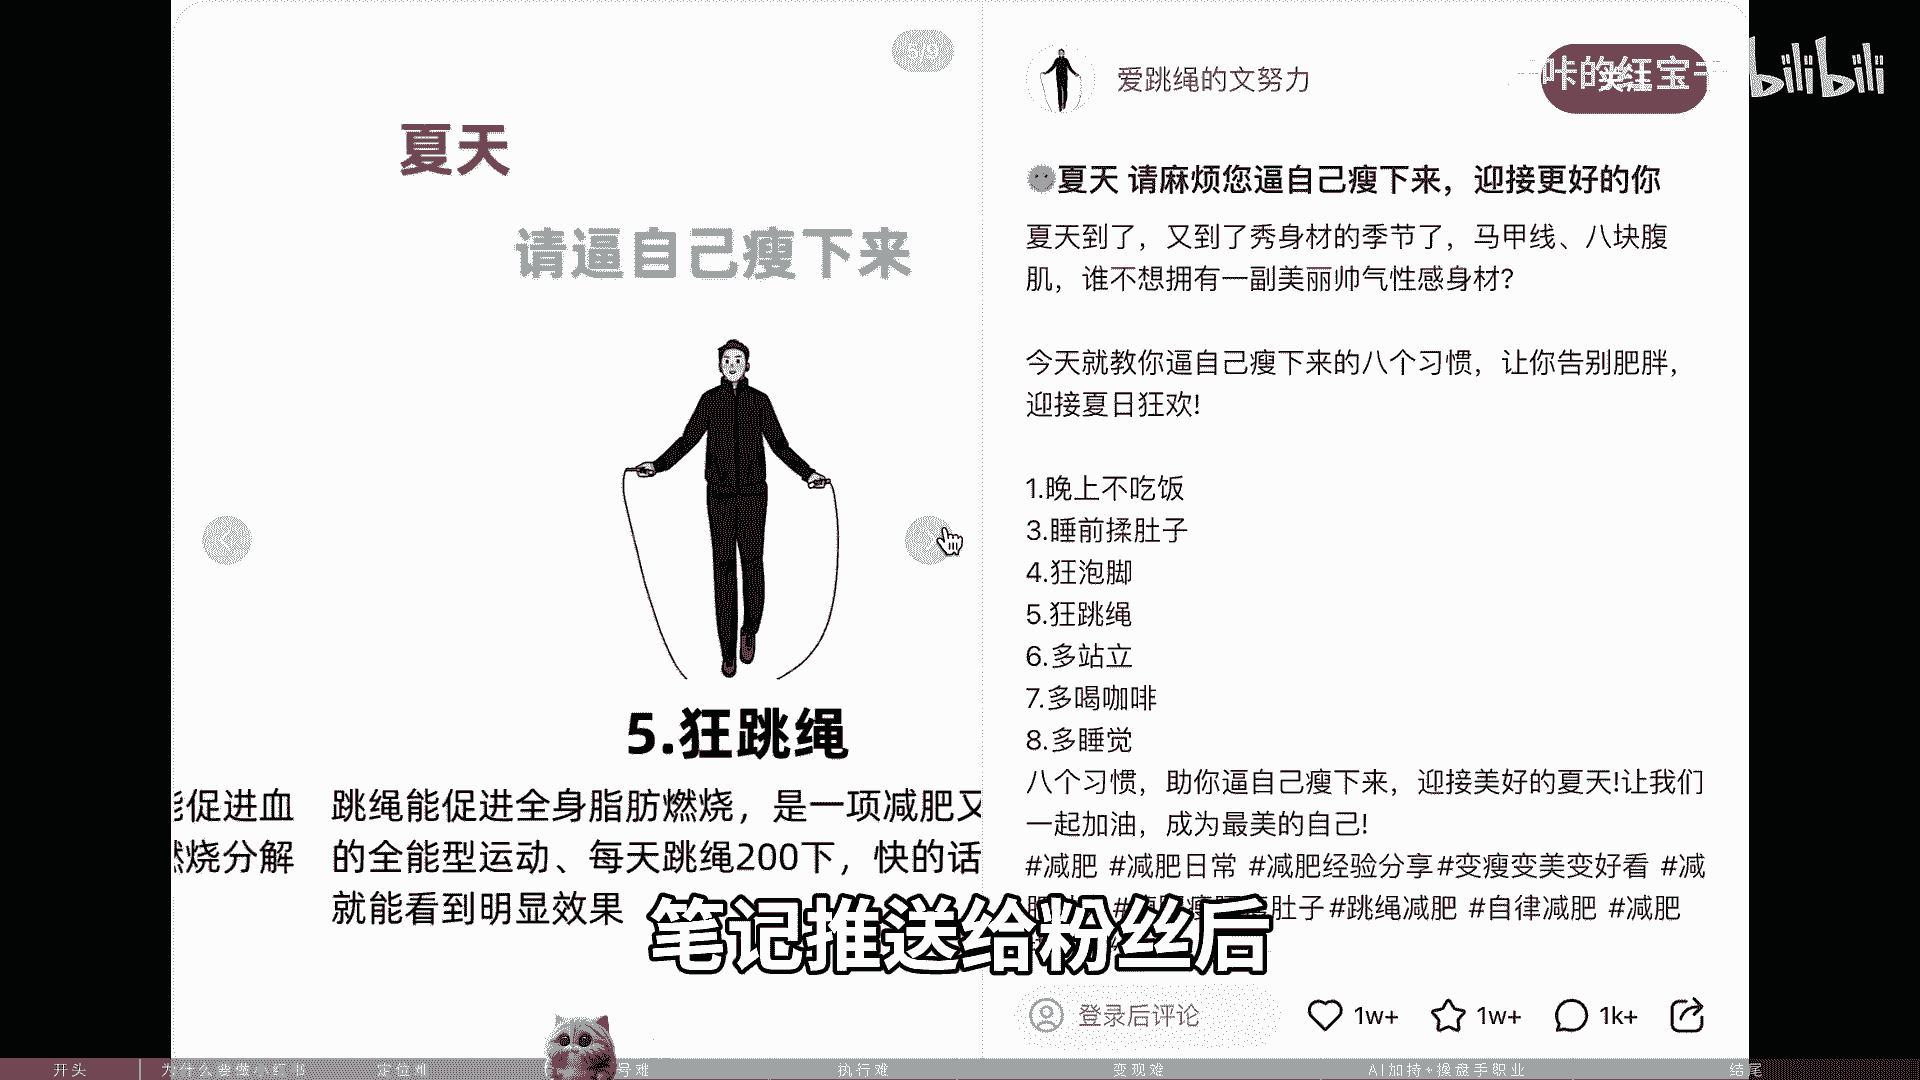 5/9
夏天
请逼自己瘦下来
5.狂跳绳
能促进血
燃烧分解
跳绳能促进全身脂肪燃烧，是一项减肥又
的全能型运动、每天跳绳200下，快的话
就能看到明显效果
爱跳绳的文努力
咔的红宝书
bilibili
夏天 请麻烦您逼自己瘦下来，迎接更好的你
夏天到了，又到了秀身材的季节了，马甲线、八块腹
肌，谁不想拥有一副美丽帅气性感身材?
今天就教你逼自己瘦下来的八个习惯，让你告别肥胖，
迎接夏日狂欢!
1.晚上不吃饭
3.睡前揉肚子
4.狂泡脚
5.狂跳绳
6.多站立
7.多喝咖啡
8.多睡觉
八个习惯，助你逼自己瘦下来，迎接美好的夏天!让我们
一起加油，成为最美的自己!
#减肥 #减肥日常 #减肥经验分享#变瘦变美变好看 #减
肚子#跳绳减肥 #自律减肥 #减肥
笔记推送给粉丝后
登录后评论
1w+
1w+
1k+
开头
为什么要做小红书
定位难
号难
执行难
变现难
AI加持+操盘手职业
结尾